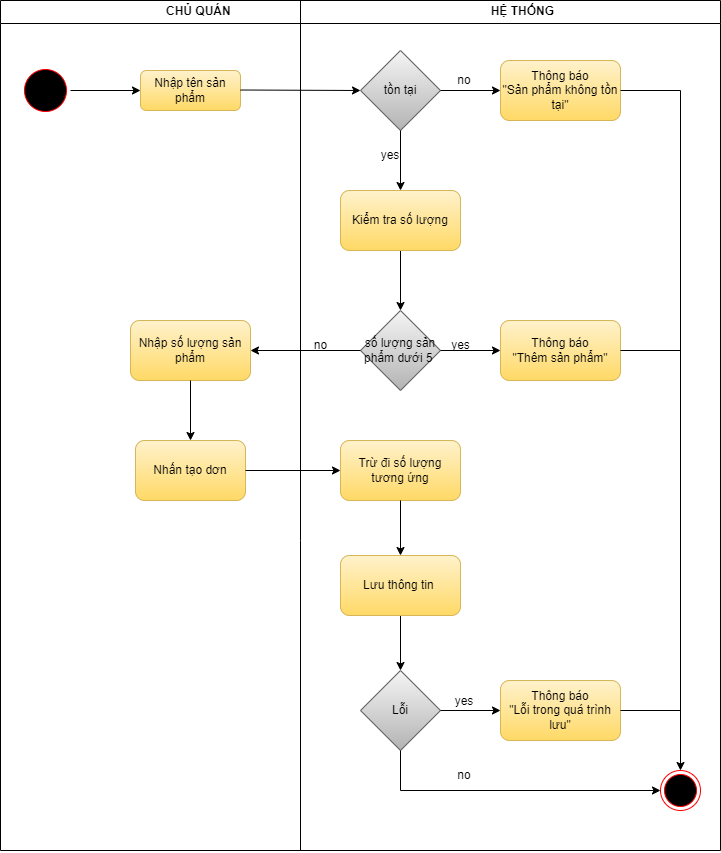 CHỦ QUÁN
HỆ THỐNG
Nhập tên sản
phẩm
tồn tại
no
Thông báo
"Sản phẩm không tồn
tại"
yes
Kiểm tra số lượng
Nhập số lượng sản
phẩm
no
số lượng sản
phẩm dưới 5
yes
Thông báo
"Thêm sản phẩm"
Nhấn tạo dơn
Trừ đi số lượng
tương ứng
Lưu thông tin
Lỗi
yes
Thông báo
"Lỗi trong quá trình
lưu"
no